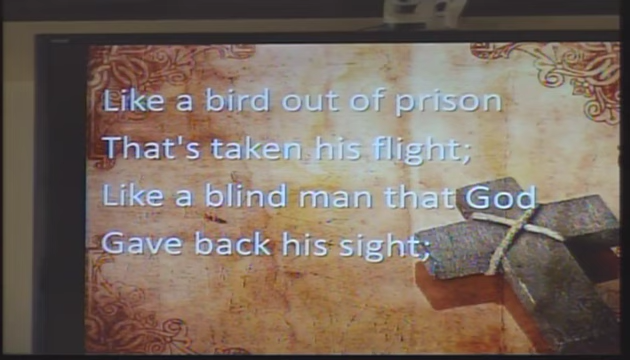 Like a bird out of prison
That's taken his flight;
Like a blind man that God
Gave back his sight;